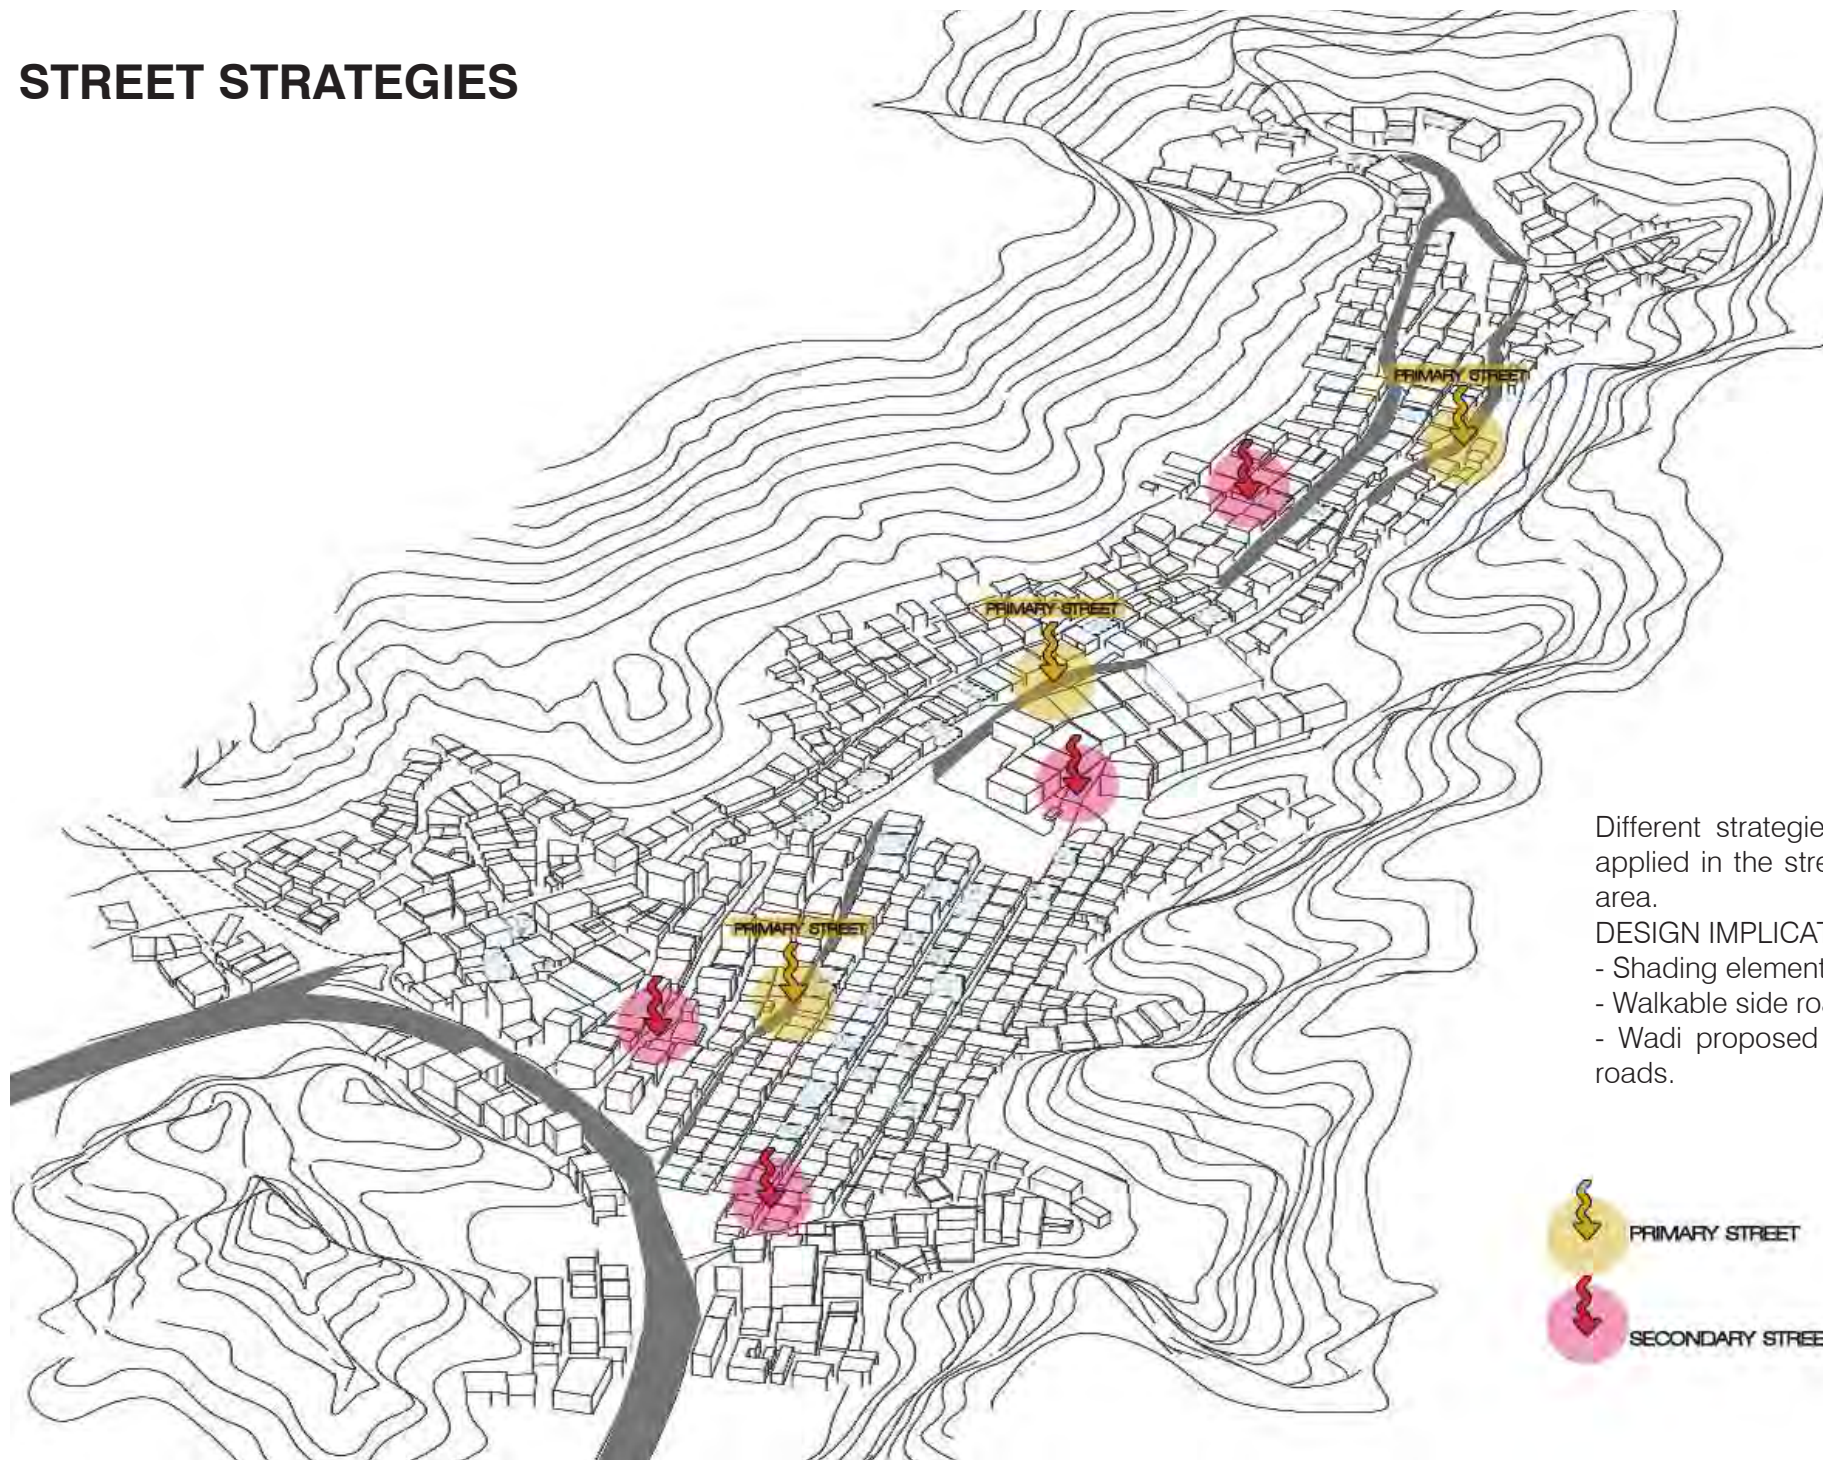 STREET STRATEGIES
PRIMARY STREET
PRIMARY STREET
PRIMARY STREET
Different strategie
applied in the stre
area.
DESIGN IMPLICAT
- Shading element
- Walkable side roa
- Wadi proposed
roads.
PRIMARY STREET
SECONDARY STREE